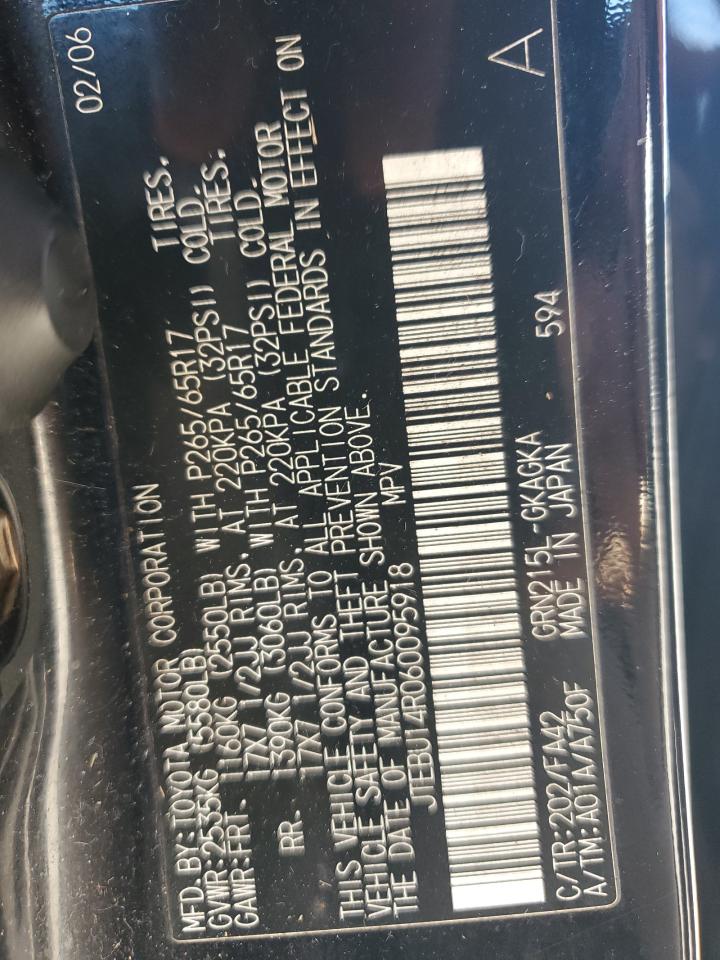 MFD. BY:TOYOTA MOTOR CORPORATION 02/06
GVWR:2535KG (5580LB)
GAWR:FRT. 1160KG (2550LB) WITH P265/65R17 TIRES.
17X7 1/2JJ RIMS. AT 220KPA (32PSI) COLD.
RR. 1390KG (3060LB) WITH P265/65R17 TIRES.
17X7 1/2JJ RIMS. AT 220KPA (32PSI) COLD.
THIS VEHICLE CONFORMS TO ALL APPLICABLE FEDERAL MOTOR
VEHICLE SAFETY AND THEFT PREVENTION STANDARDS IN EFFECT ON
THE DATE OF MANUFACTURE SHOWN ABOVE.
JTEBU14R060095918 MPV
C/TR:202/FA42 GRN215L-GKAGKA 594 A
A/TM:A01A/A750F MADE IN JAPAN